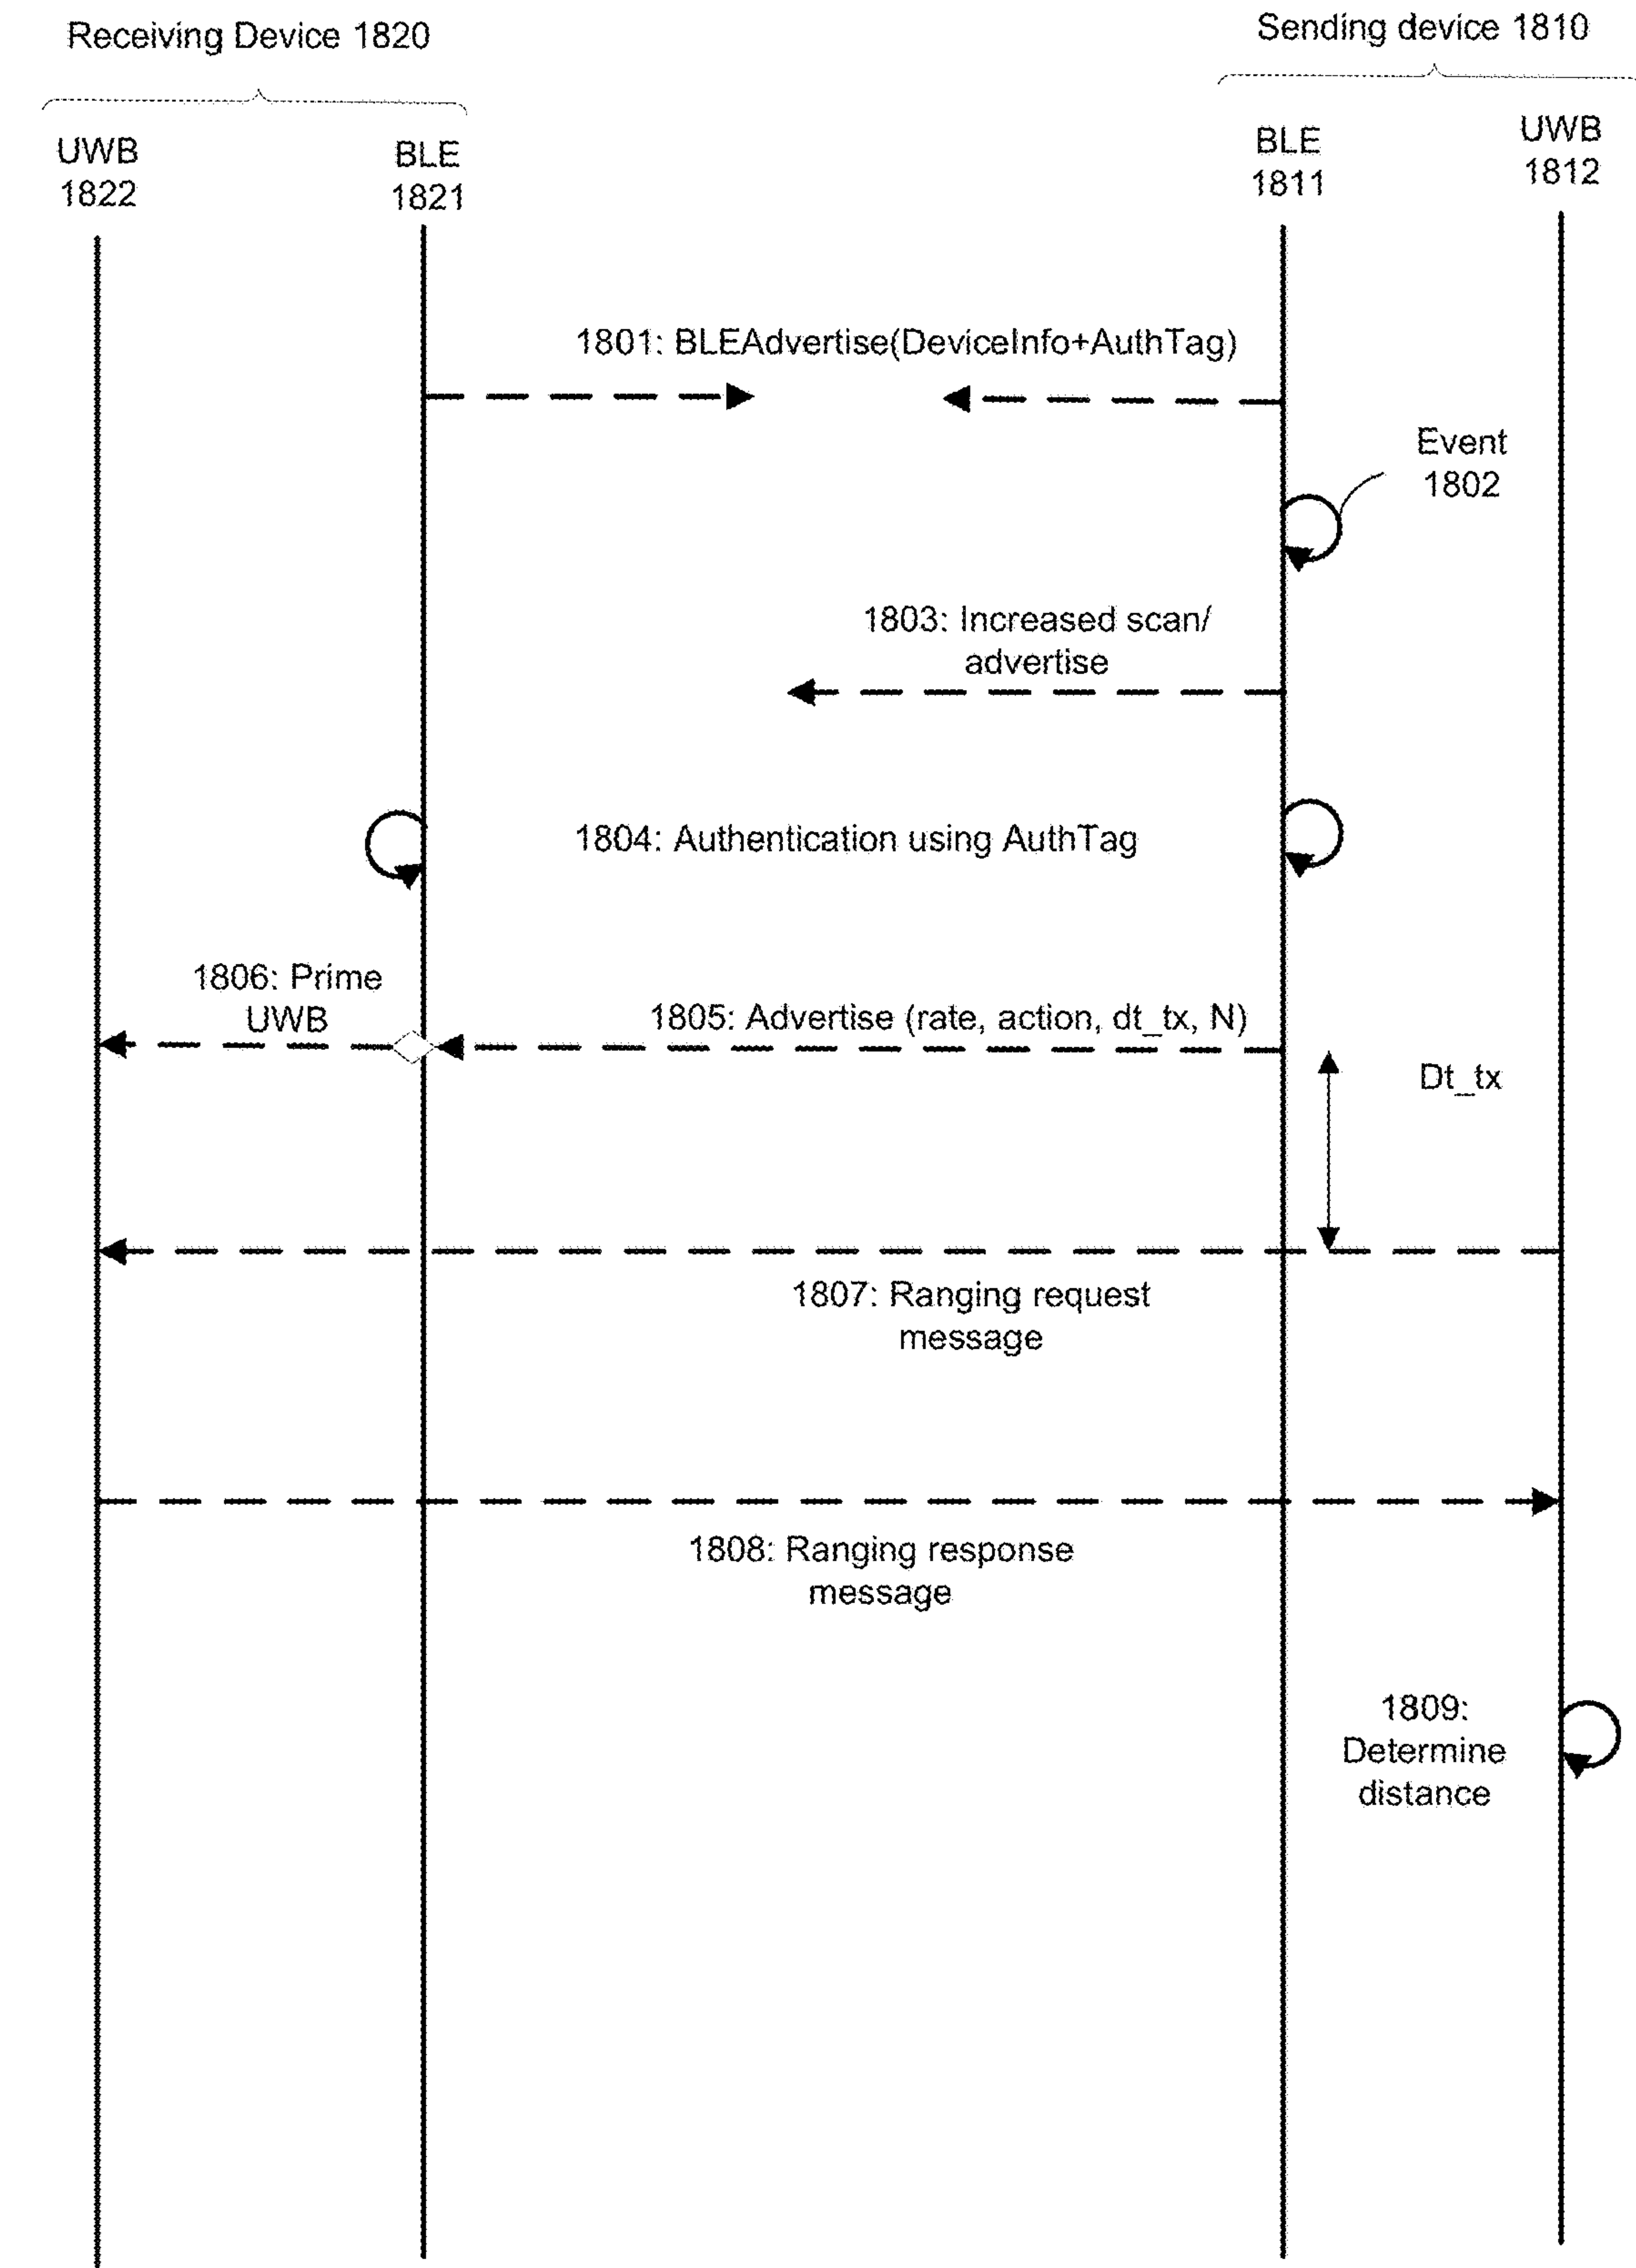 Receiving Device 1820
Sending device 1810
UWB
1822
BLE
1821
BLE
1811
UWB
1812
1801: BLEAdvertise(DeviceInfo+AuthTag)
Event
1802
1803: Increased scan/
advertise
1804: Authentication using AuthTag
1806: Prime
UWB
1805: Advertise (rate, action, dt_tx, N)
Dt_tx
1807: Ranging request
message
1808: Ranging response
message
1809:
Determine
distance